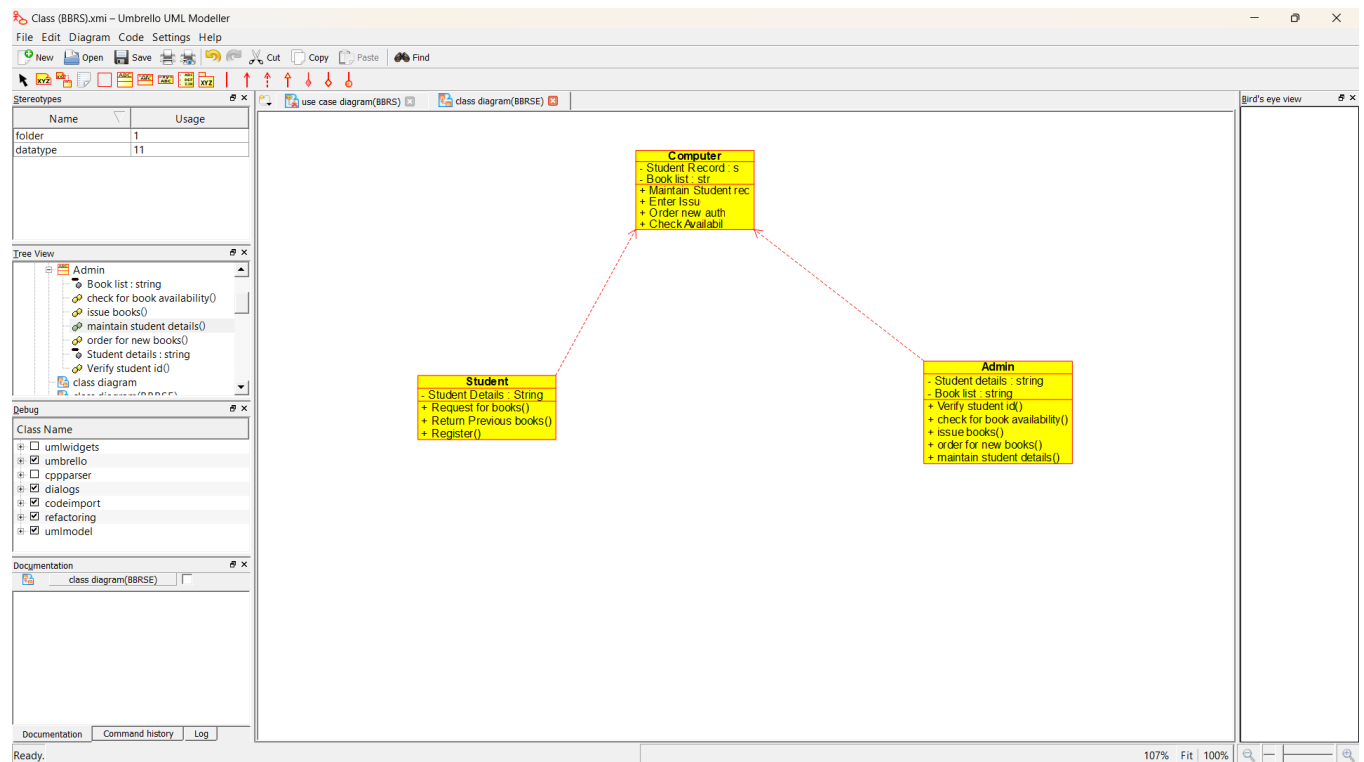 Class (BBRS).xmi – Umbrello UML Modeller
File Edit Diagram Code Settings Help
New Open Save Cut Copy Paste Find
Stereotypes
Name Usage
folder 1
datatype 11
Tree View
Admin
Book list : string
check for book availability()
issue books()
maintain student details()
order for new books()
Student details : string
Verify student id()
class diagram
class diagram(BBRSE)
Debug
Class Name
umlwidgets
umbrello
cppparser
dialogs
codeimport
refactoring
umlmodel
Documentation
class diagram(BBRSE)
Documentation Command history Log
Ready.
use case diagram(BBRS) class diagram(BBRSE)
Computer
- Student Record : s
- Book list : str
+ Maintain Student rec
+ Enter Issu
+ Order new auth
+ Check Availabil
Student
- Student Details : String
+ Request for books()
+ Return Previous books()
+ Register()
Admin
- Student details : string
- Book list : string
+ Verify student id()
+ check for book availability()
+ issue books()
+ order for new books()
+ maintain student details()
Bird's eye view
107% Fit 100%